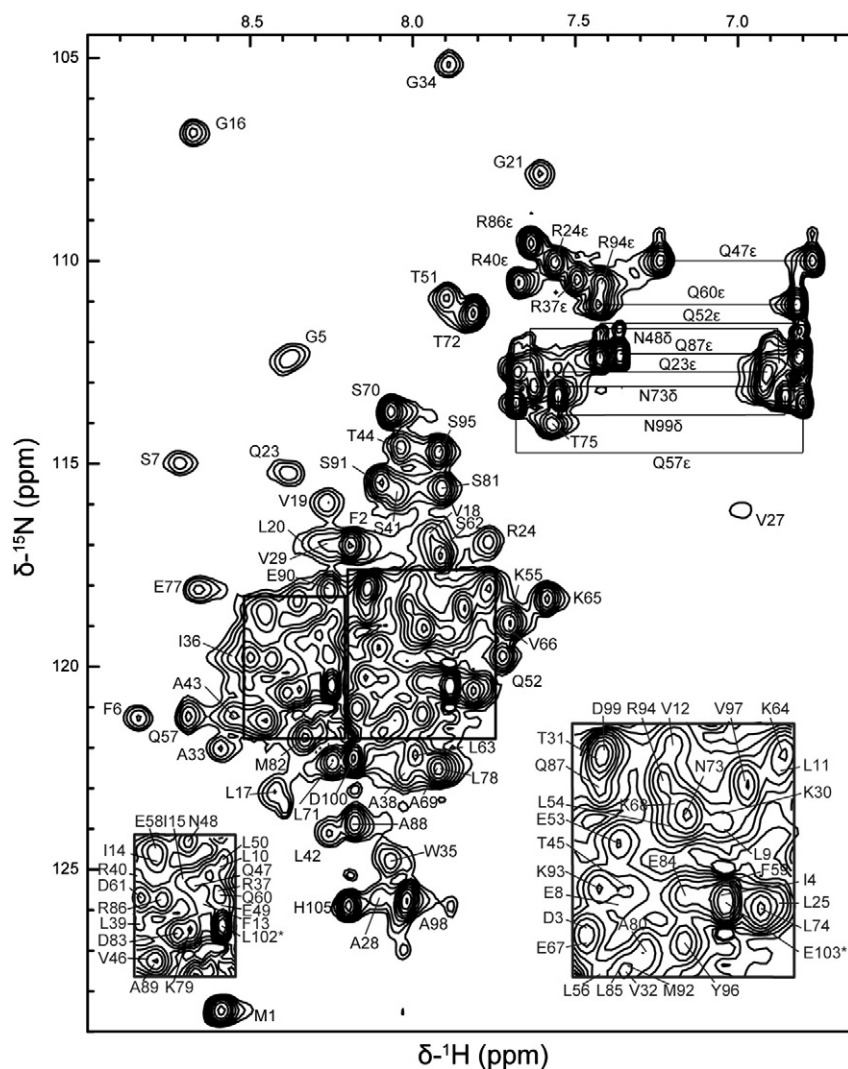 8.5 8.0 7.5 7.0
105
G34
G16
G21
R86ε
R24ε
R94ε
Q47ε
110
R40ε
T51
R37ε
Q60ε
Q52ε
T72
N48δ
G5
Q87ε
Q23ε
S70
N73δ
T44
S95
N99δ
T75
S7
Q23
S91
S81
Q57ε
115
V19
V18
V27
L20
F2
S41
S62
R24
V29
E90
K55
E77
K65
I36
V66
120
A43
Q52
F6
Q57
D99 R94 V12 V97 K64
A33
M82
L63
T31
L17
L78
Q87
N73
L11
D100
A38 A69
L71
L54
K68
K30
A88
E53
L42
W35
T45
L9
125
E58 I15 N48
L50
E84
F59
I14
L10
K93
I4
R40
Q47
E8
L25
D61
R37
H105
A98
R86
Q60
D3
A80
L74
E49
A28
L39
F13
E67
E103*
D83
L102*
V46
L56 L85 V32 M92 Y96
A89 K79
M1
δ-¹⁵N (ppm)
δ-¹H (ppm)